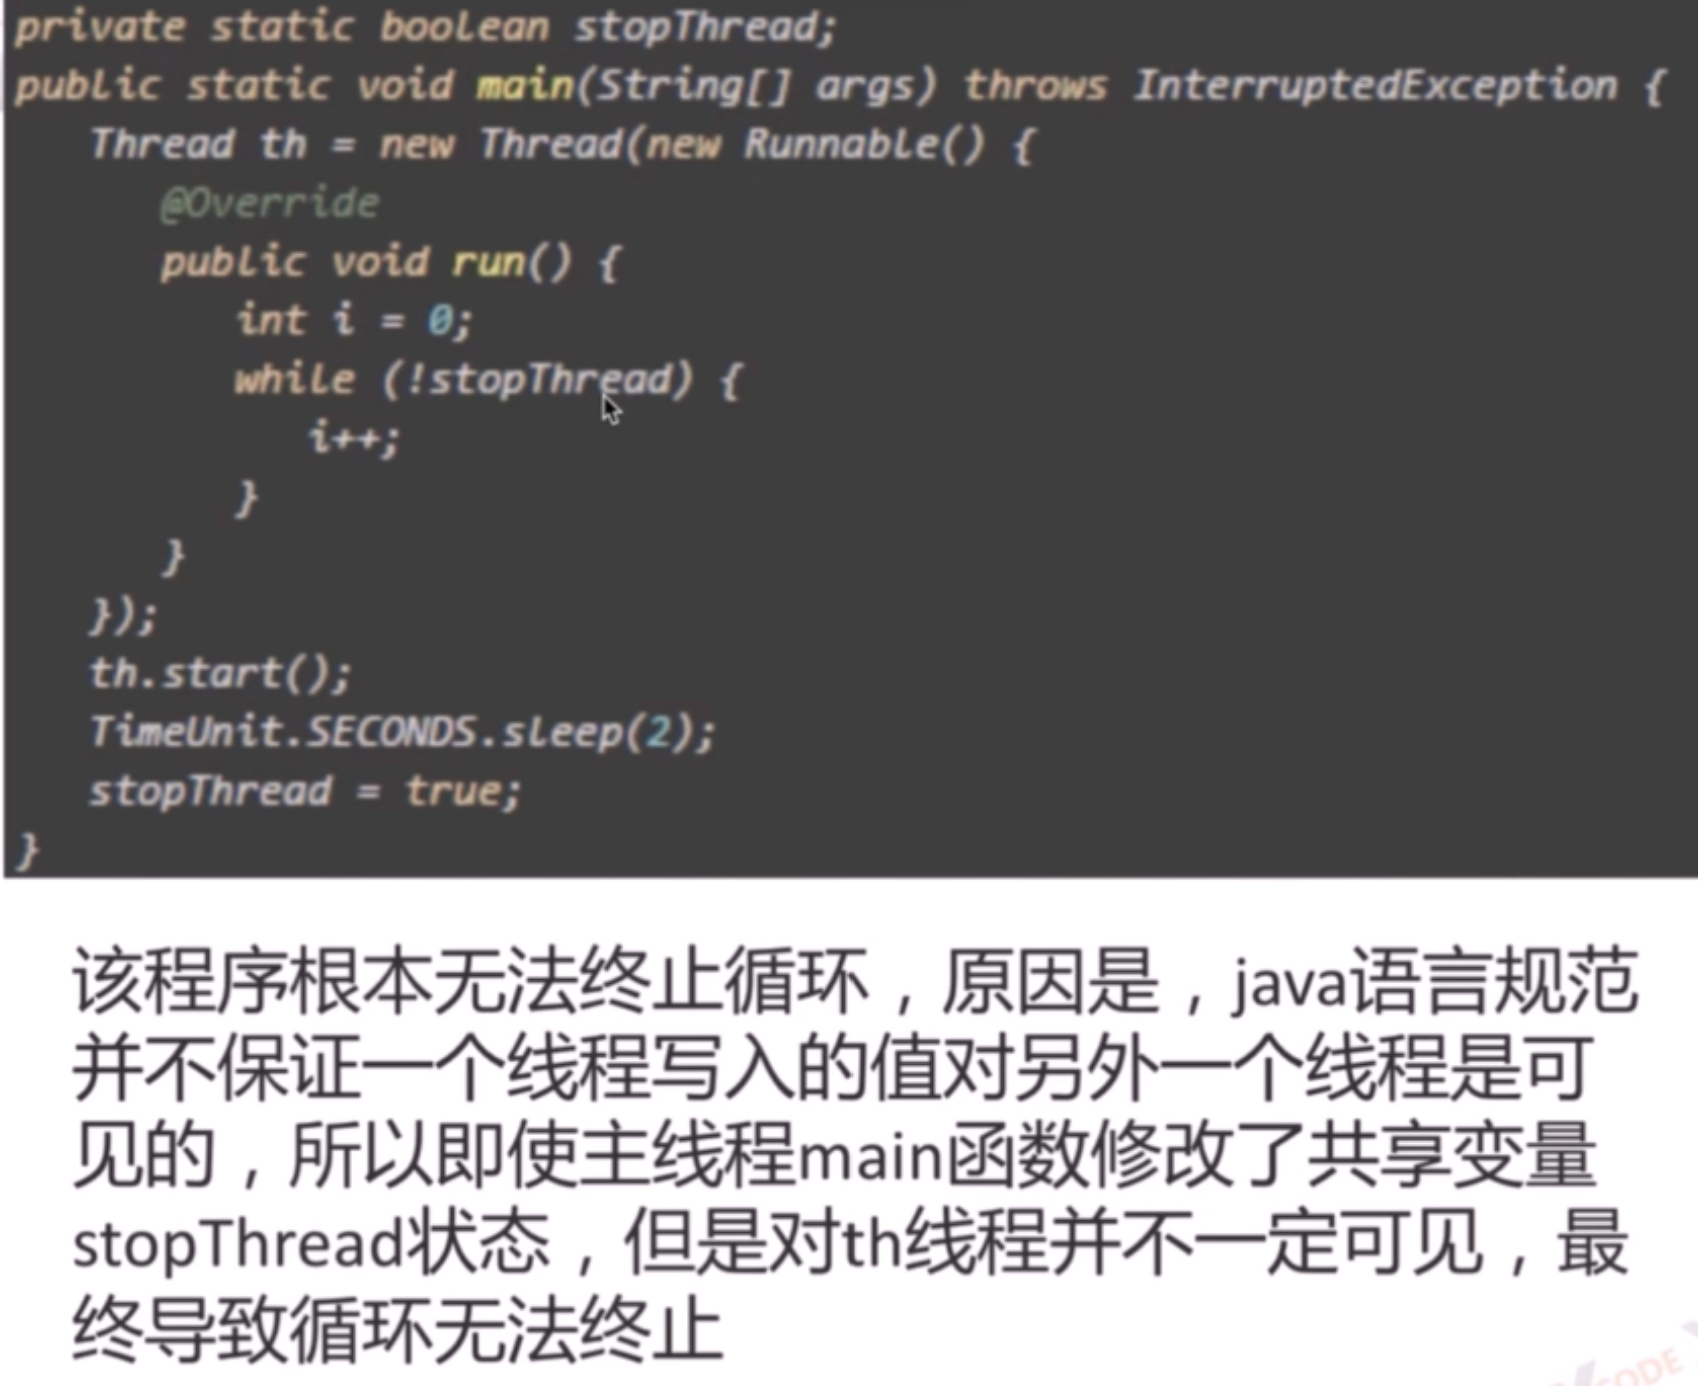 private static boolean stopThread;
public static void main(String[] args) throws InterruptedException {
Thread th = new Thread(new Runnable() {
@Override
public void run() {
int i = 0;
while (!stopThread) {
i++;
}
}
});
th.start();
TimeUnit.SECONDS.sleep(2);
stopThread = true;
}
该程序根本无法终止循环，原因是，java语言规范
并不保证一个线程写入的值对另外一个线程是可
见的，所以即使主线程main函数修改了共享变量
stopThread状态，但是对th线程并不一定可见，最
终导致循环无法终止
CODE